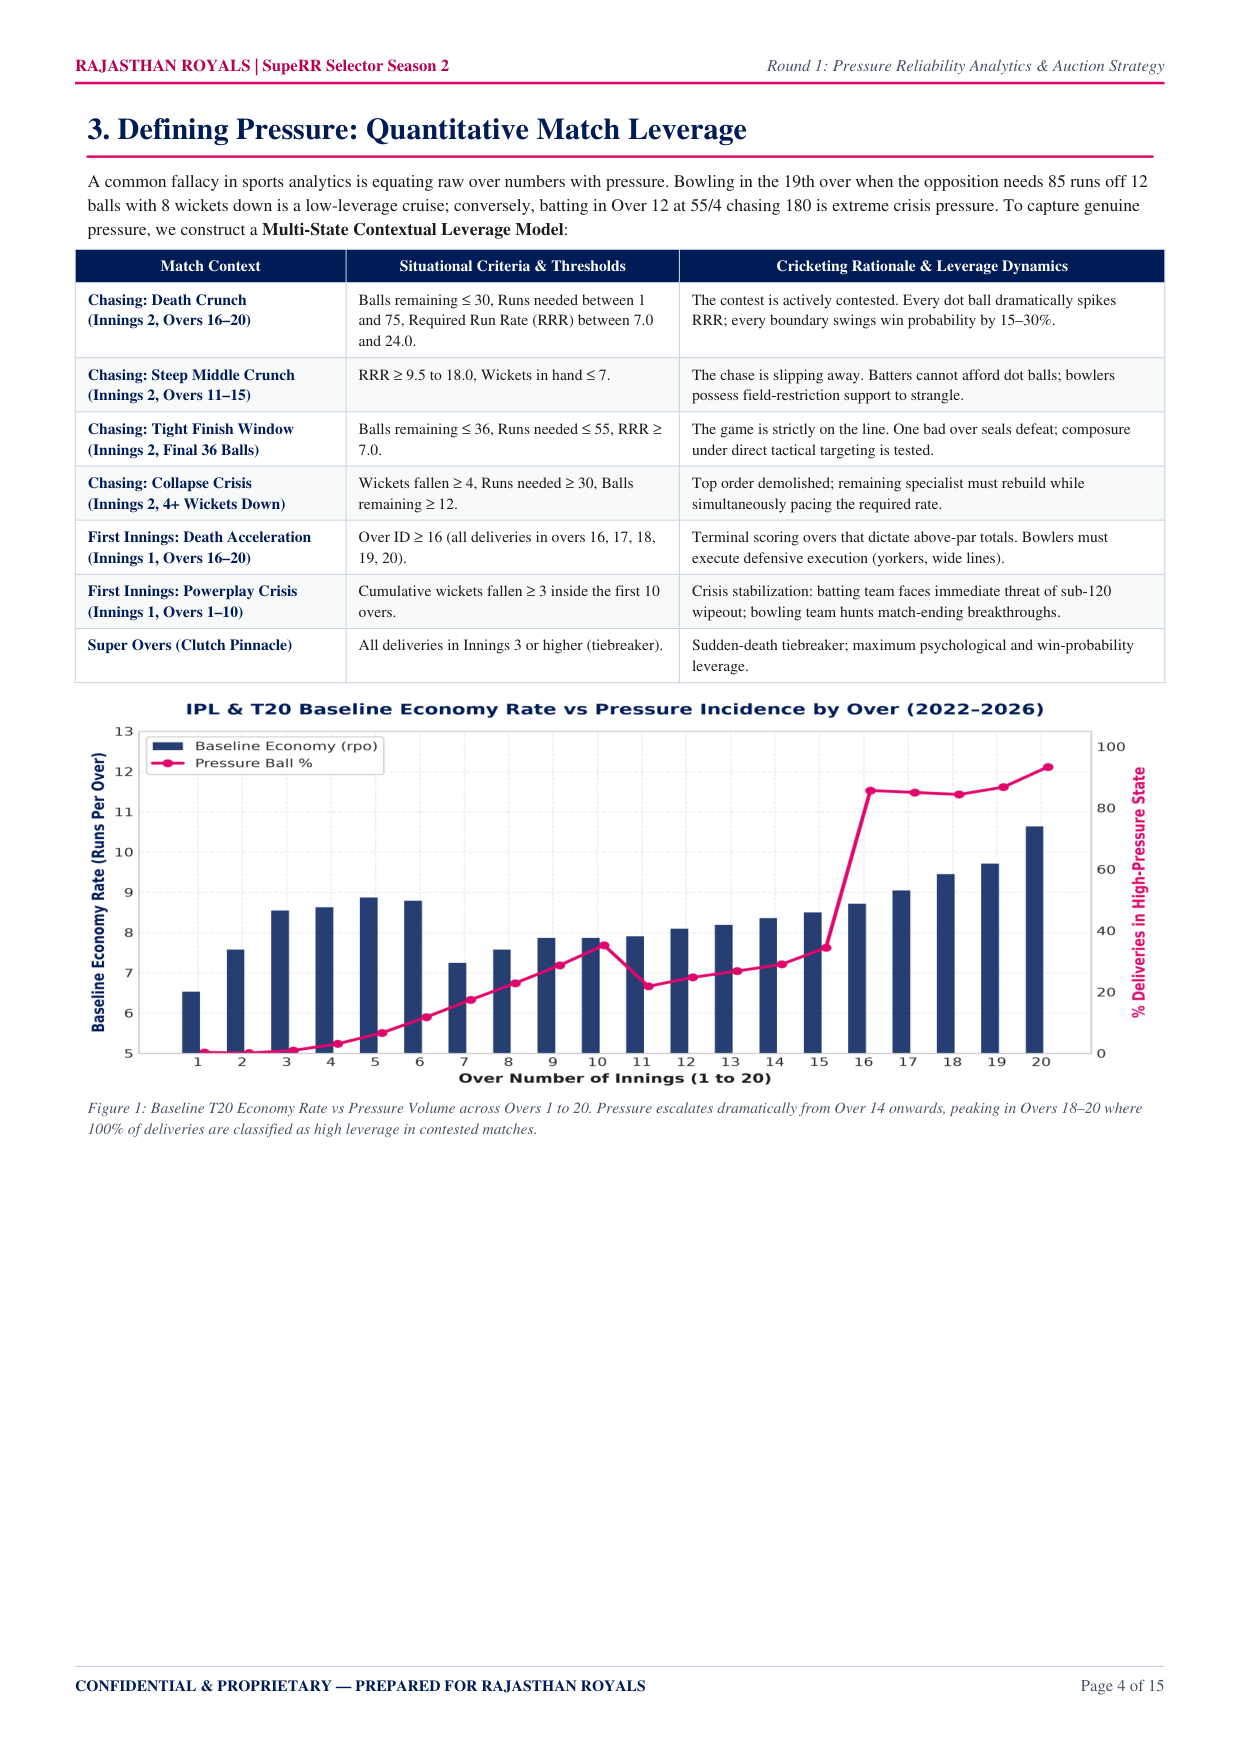 RAJASTHAN ROYALS | SupeRR Selector Season 2
Round 1: Pressure Reliability Analytics & Auction Strategy
3. Defining Pressure: Quantitative Match Leverage
A common fallacy in sports analytics is equating raw over numbers with pressure. Bowling in the 19th over when the opposition needs 85 runs off 12
balls with 8 wickets down is a low-leverage cruise; conversely, batting in Over 12 at 55/4 chasing 180 is extreme crisis pressure. To capture genuine
pressure, we construct a Multi-State Contextual Leverage Model:
Match Context
Situational Criteria & Thresholds
Cricketing Rationale & Leverage Dynamics
Chasing: Death Crunch
(Innings 2, Overs 16–20)
Balls remaining ≤ 30, Runs needed between 1
and 75, Required Run Rate (RRR) between 7.0
and 24.0.
The contest is actively contested. Every dot ball dramatically spikes
RRR; every boundary swings win probability by 15–30%.
Chasing: Steep Middle Crunch
(Innings 2, Overs 11–15)
RRR ≥ 9.5 to 18.0, Wickets in hand ≤ 7.
The chase is slipping away. Batters cannot afford dot balls; bowlers
possess field-restriction support to strangle.
Chasing: Tight Finish Window
(Innings 2, Final 36 Balls)
Balls remaining ≤ 36, Runs needed ≤ 55, RRR ≥
7.0.
The game is strictly on the line. One bad over seals defeat; composure
under direct tactical targeting is tested.
Chasing: Collapse Crisis
(Innings 2, 4+ Wickets Down)
Wickets fallen ≥ 4, Runs needed ≥ 30, Balls
remaining ≥ 12.
Top order demolished; remaining specialist must rebuild while
simultaneously pacing the required rate.
First Innings: Death Acceleration
(Innings 1, Overs 16–20)
Over ID ≥ 16 (all deliveries in overs 16, 17, 18,
19, 20).
Terminal scoring overs that dictate above-par totals. Bowlers must
execute defensive execution (yorkers, wide lines).
First Innings: Powerplay Crisis
(Innings 1, Overs 1–10)
Cumulative wickets fallen ≥ 3 inside the first 10
overs.
Crisis stabilization: batting team faces immediate threat of sub-120
wipeout; bowling team hunts match-ending breakthroughs.
Super Overs (Clutch Pinnacle)
All deliveries in Innings 3 or higher (tiebreaker).
Sudden-death tiebreaker; maximum psychological and win-probability
leverage.
IPL & T20 Baseline Economy Rate vs Pressure Incidence by Over (2022–2026)
Baseline Economy (rpo)
Pressure Ball %
Baseline Economy Rate (Runs Per Over)
13
12
11
10
9
8
7
6
5
100
80
60
40
20
0
% Deliveries in High-Pressure State
1 2 3 4 5 6 7 8 9 10 11 12 13 14 15 16 17 18 19 20
Over Number of Innings (1 to 20)
Figure 1: Baseline T20 Economy Rate vs Pressure Volume across Overs 1 to 20. Pressure escalates dramatically from Over 14 onwards, peaking in Overs 18–20 where
100% of deliveries are classified as high leverage in contested matches.
CONFIDENTIAL & PROPRIETARY — PREPARED FOR RAJASTHAN ROYALS
Page 4 of 15